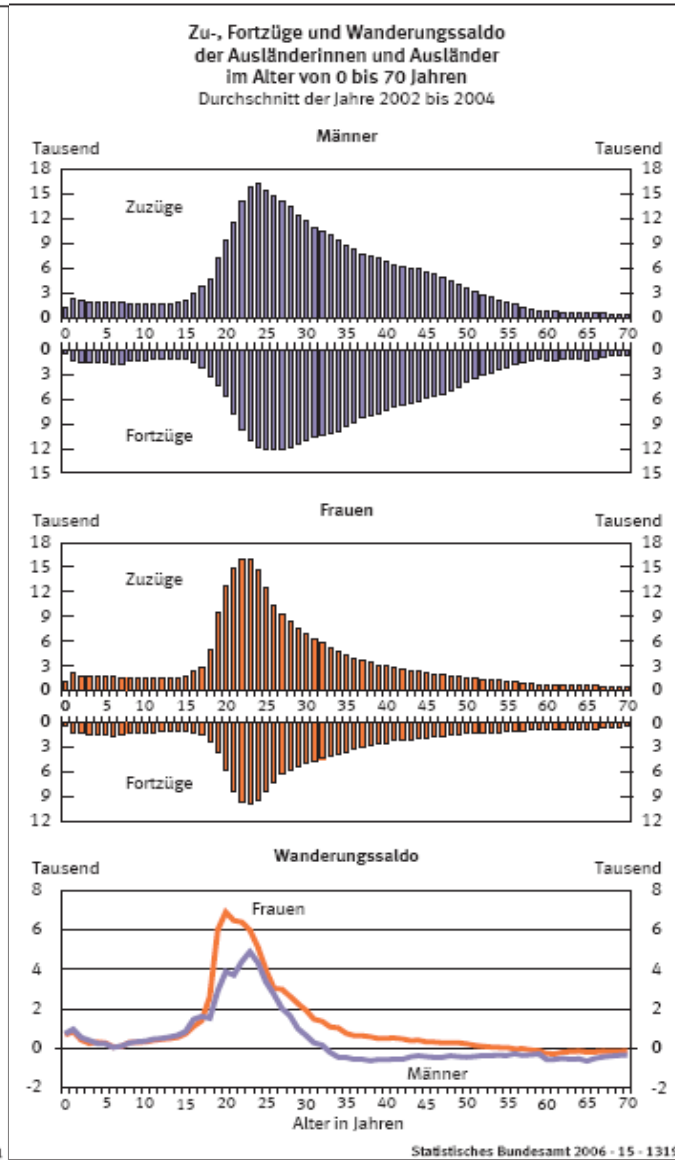 Zu-, Fortzüge und Wanderungssaldo
der Ausländerinnen und Ausländer
im Alter von 0 bis 70 Jahren
Durchschnitt der Jahre 2002 bis 2004
Männer
Tausend Tausend
18 18
15 15
Zuzüge
12 12
9 9
6 6
3 3
0 0
0 5 10 15 20 25 30 35 40 45 50 55 60 65 70
0 0
3 3
6 6
9 9
Fortzüge
12 12
15 15
Frauen
Tausend Tausend
18 18
15 15
Zuzüge
12 12
9 9
6 6
3 3
0 0
0 5 10 15 20 25 30 35 40 45 50 55 60 65 70
0 0
3 3
6 6
Fortzüge
9 9
12 12
Wanderungssaldo
Tausend Tausend
8 8
Frauen
6 6
4 4
2 2
0 0
Männer
-2 -2
0 5 10 15 20 25 30 35 40 45 50 55 60 65 70
Alter in Jahren
Statistisches Bundesamt 2006 - 15 - 1319